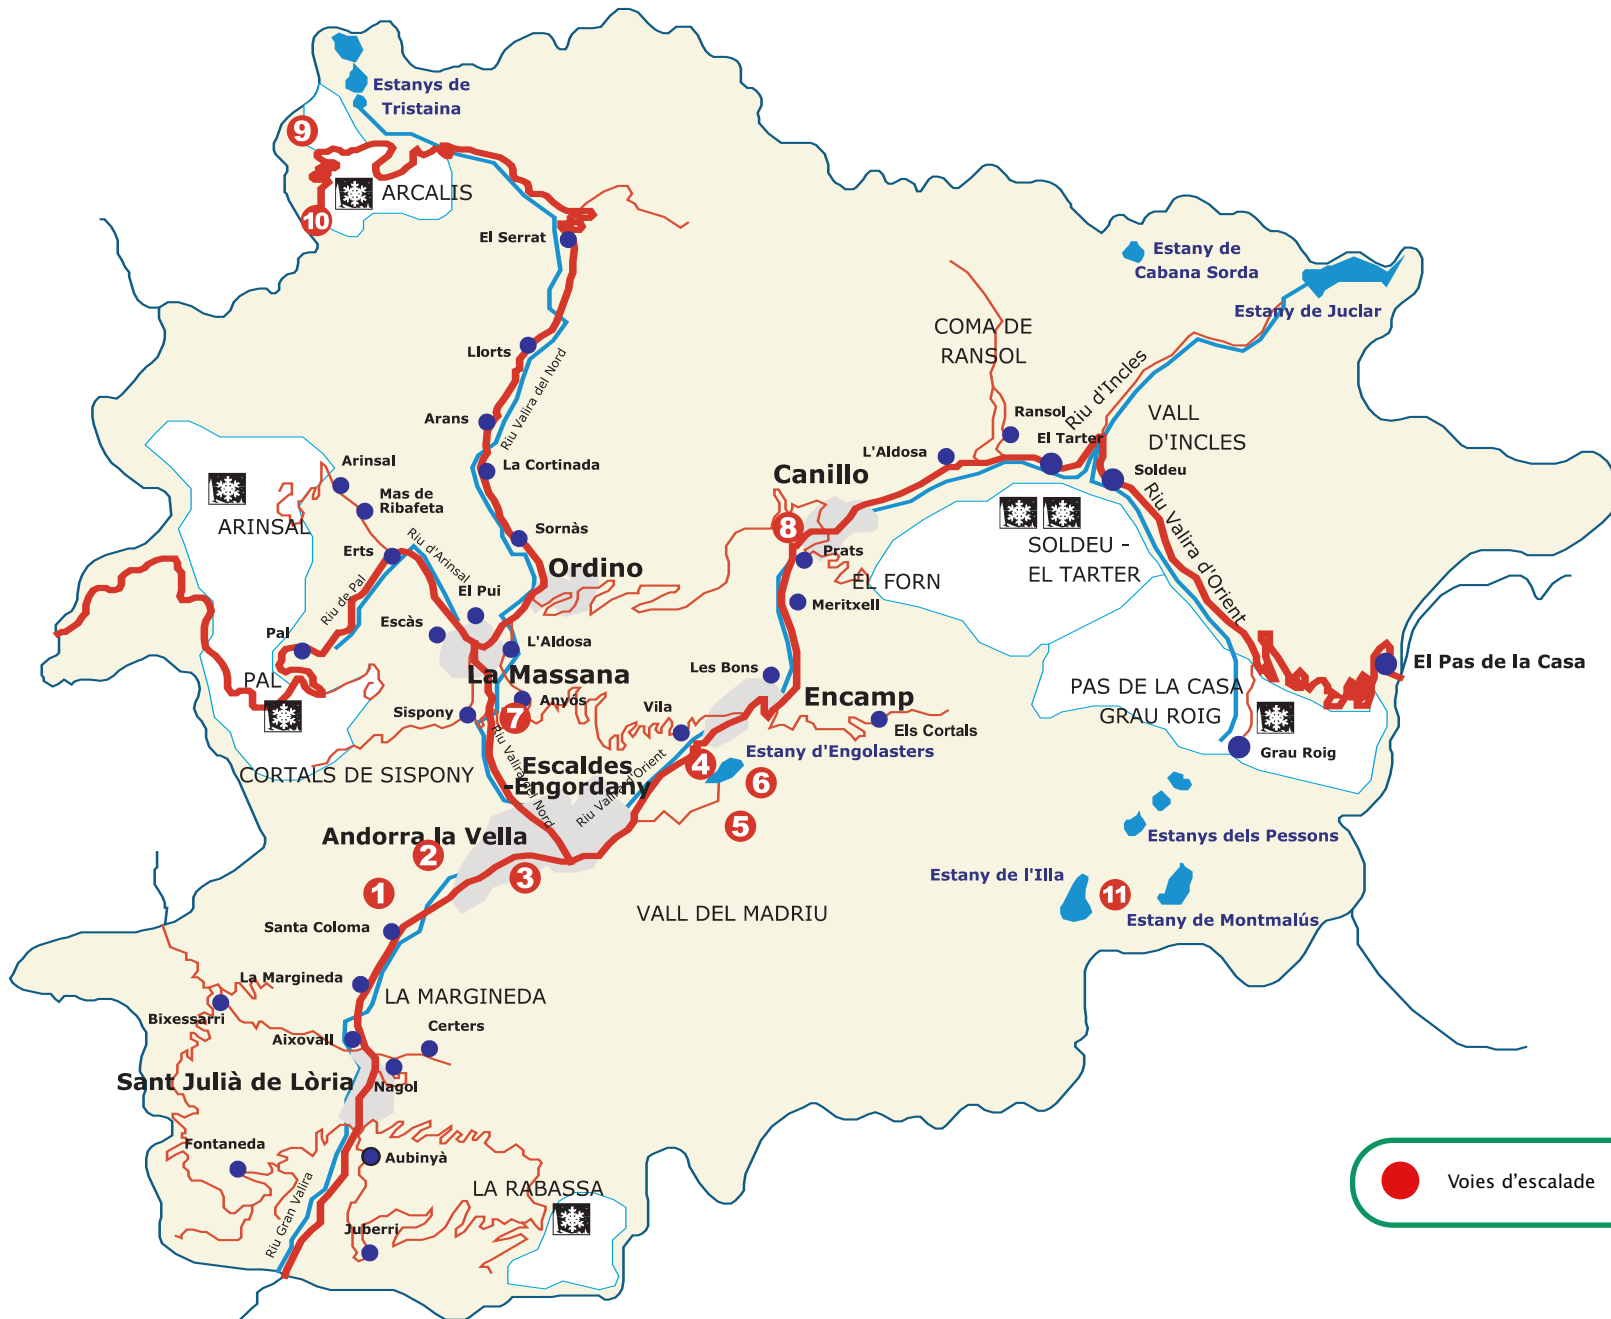 Estanys de
Tristaina
9
ARCALIS
10
El Serrat
Estany de
Cabana Sorda
Estany de Juclar
COMA DE
RANSOL
Llorts
Riu Valira del Nord
Riu d'Incles
Arans
Ransol
VALL
D'INCLES
El Tarter
L'Aldosa
Arinsal
La Cortinada
Canillo
Soldeu
Mas de
Ribafeta
ARINSAL
8
Riu Valira d'Orient
Sornàs
SOLDEU -
EL TARTER
Erts
Riu d'Arinsal
Prats
Ordino
EL FORN
Riu de Pal
El Pui
Meritxell
Escàs
Pal
L'Aldosa
El Pas de la Casa
PAL
La Massana
Les Bons
PAS DE LA CASA
GRAU ROIG
Anyós
Encamp
Sispony
7
Vila
Els Cortals
Riu Valira del Nord
Estany d'Engolasters
Grau Roig
CORTALS DE SISPONY
Escaldes
-Engordany
4
6
Riu Valira d'Orient
5
Andorra la Vella
Estanys dels Pessons
2
3
1
Estany de l'Illa
11
Estany de Montmalús
VALL DEL MADRIU
Santa Coloma
La Margineda
LA MARGINEDA
Bixessarri
Aixovall
Certers
Sant Julià de Lòria
Nagol
Fontaneda
Aubinyà
Riu Gran Valira
LA RABASSA
Juberri
Voies d'escalade